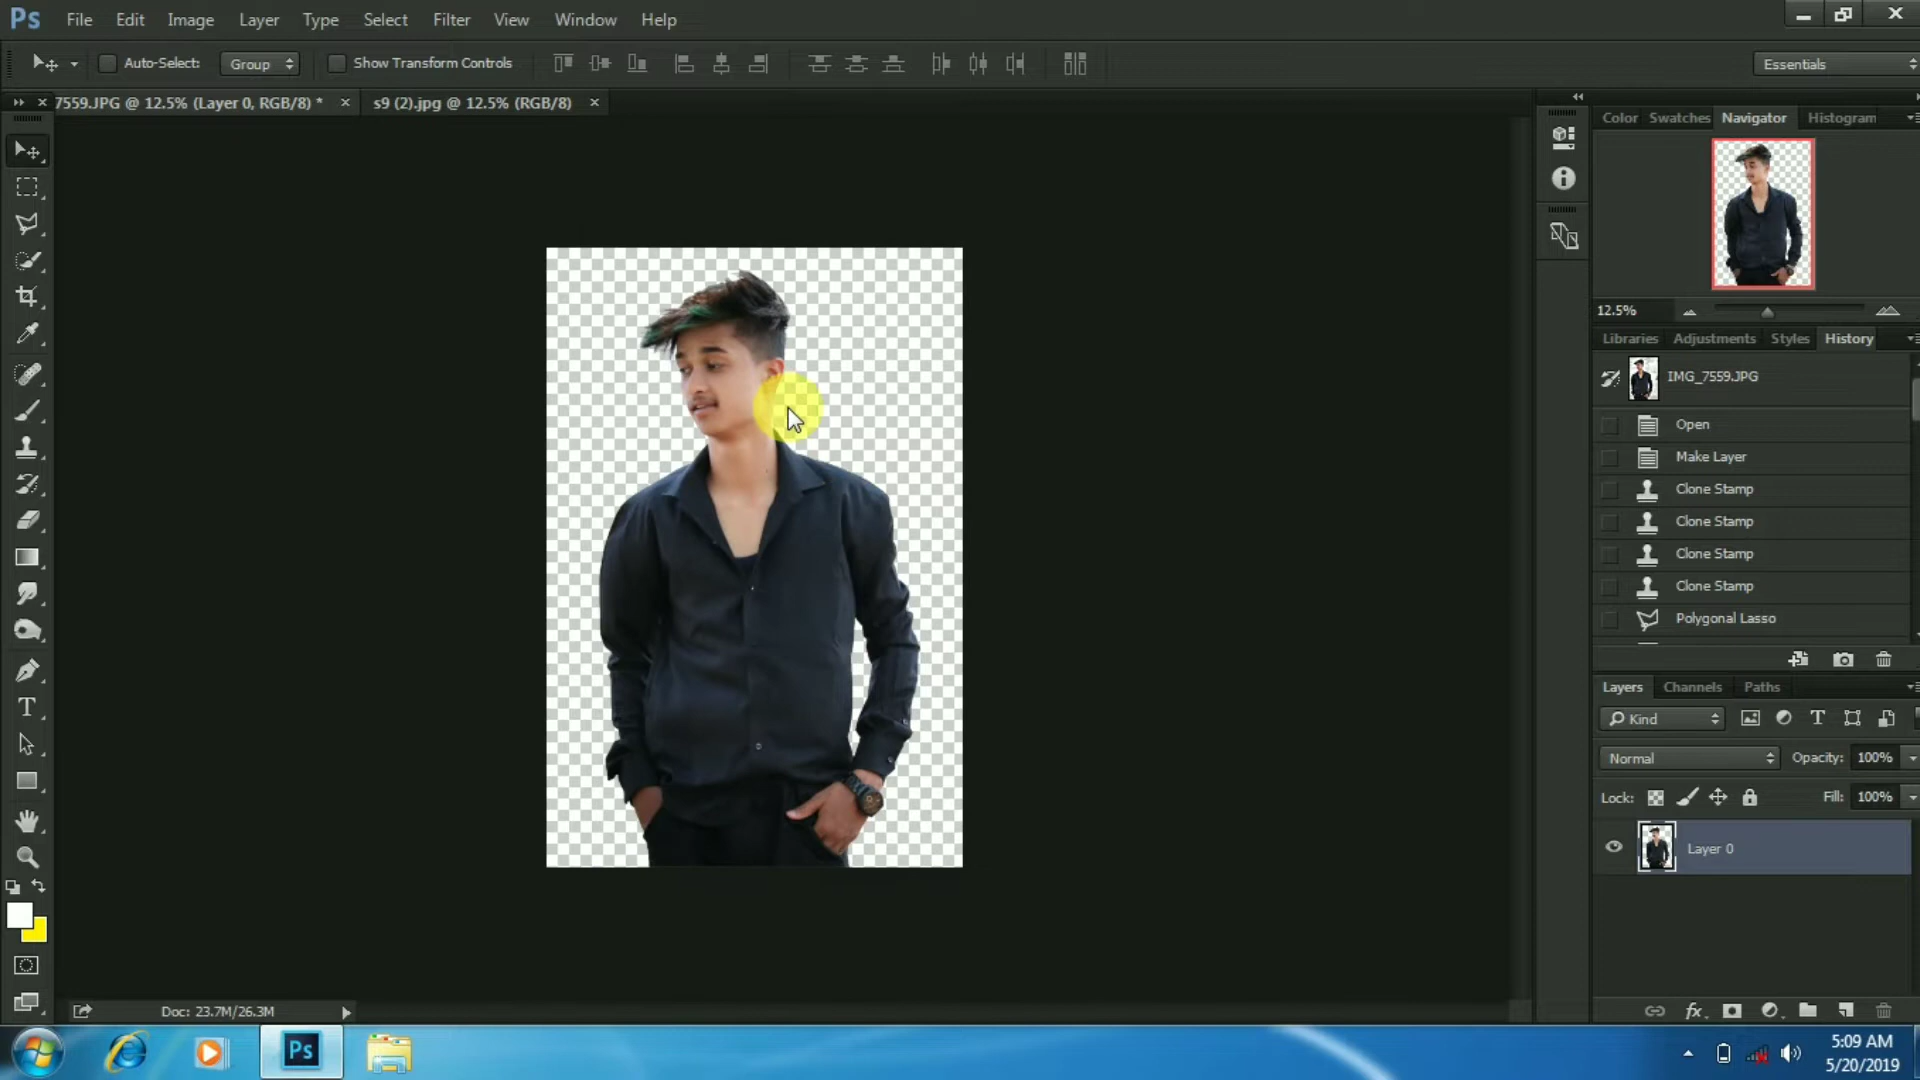 Ps File Edit Image Layer Type Select Filter View Window Help
Auto-Select: Group Show Transform Controls Essentials
7559.JPG @ 12.5% (Layer 0, RGB/8) * × s9 (2).jpg @ 12.5% (RGB/8) ×
Color Swatches Navigator Histogram
12.5%
Libraries Adjustments Styles History
IMG_7559.JPG
Open
Make Layer
Clone Stamp
Clone Stamp
Clone Stamp
Clone Stamp
Polygonal Lasso
Layers Channels Paths
Kind
Normal Opacity: 100%
Lock: Fill: 100%
Layer 0
fx
Doc: 23.7M/26.3M
Ps
5:09 AM
5/20/2019